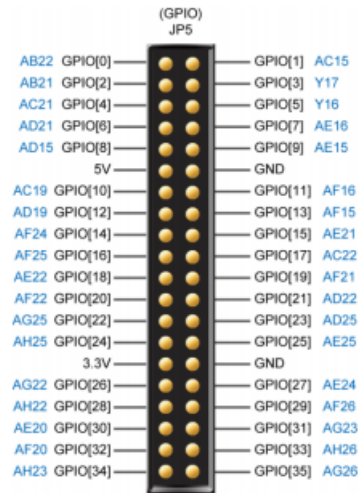 (GPIO)
JP5
AB22 GPIO[0] GPIO[1] AC15
AB21 GPIO[2] GPIO[3] Y17
AC21 GPIO[4] GPIO[5] Y16
AD21 GPIO[6] GPIO[7] AE16
AD15 GPIO[8] GPIO[9] AE15
5V GND
AC19 GPIO[10] GPIO[11] AF16
AD19 GPIO[12] GPIO[13] AF15
AF24 GPIO[14] GPIO[15] AE21
AF25 GPIO[16] GPIO[17] AC22
AE22 GPIO[18] GPIO[19] AF21
AF22 GPIO[20] GPIO[21] AD22
AG25 GPIO[22] GPIO[23] AD25
AH25 GPIO[24] GPIO[25] AE25
3.3V GND
AG22 GPIO[26] GPIO[27] AE24
AH22 GPIO[28] GPIO[29] AF26
AE20 GPIO[30] GPIO[31] AG23
AF20 GPIO[32] GPIO[33] AH26
AH23 GPIO[34] GPIO[35] AG26